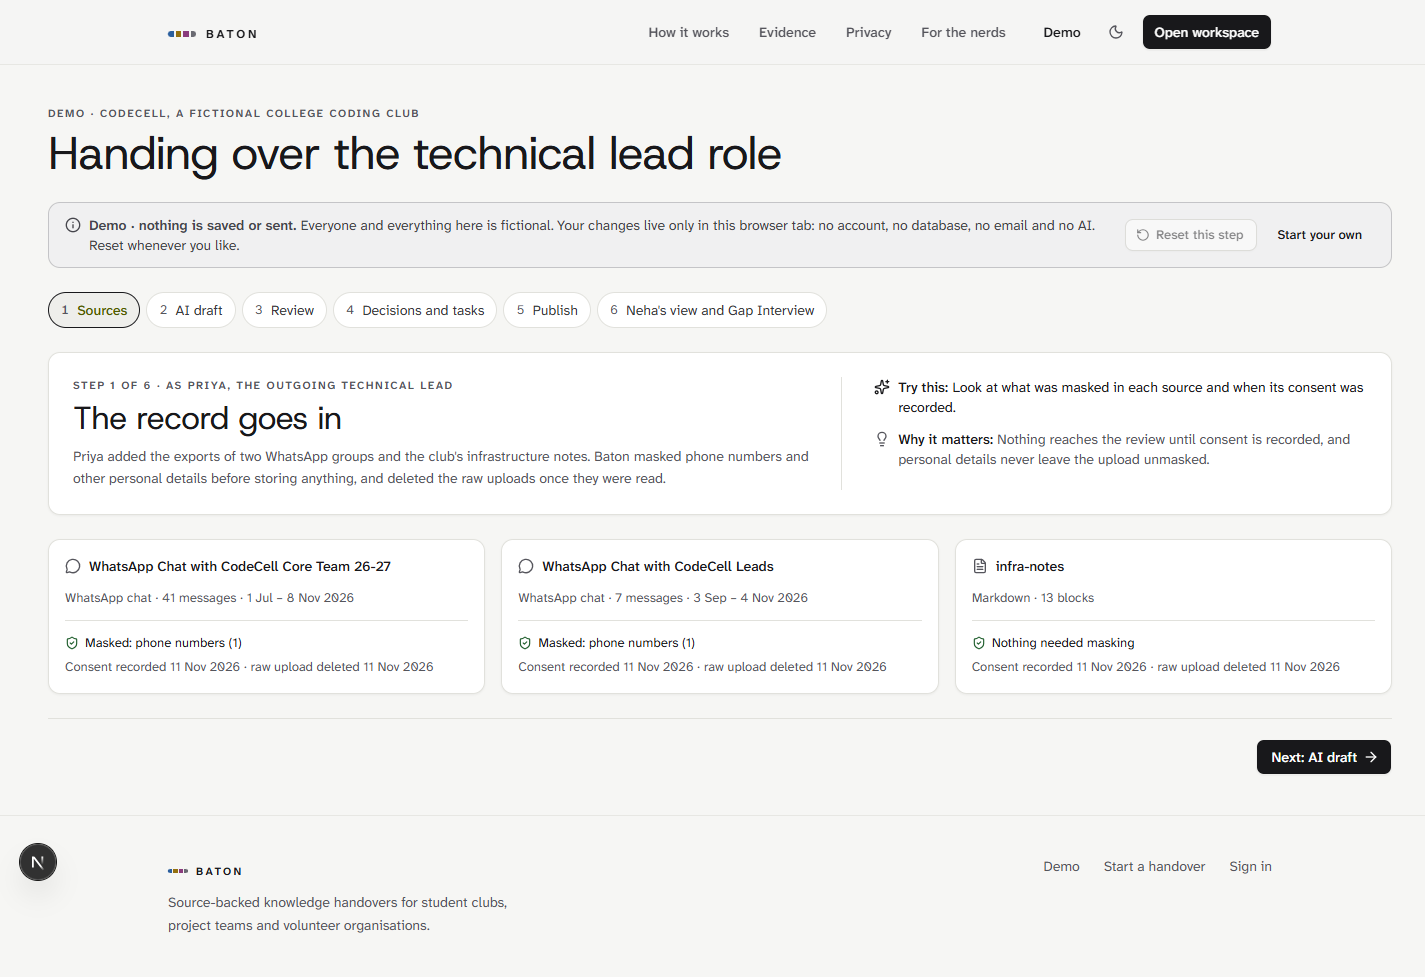 BATON
How it works
Evidence
Privacy
For the nerds
Demo
Open workspace
DEMO · CODECELL, A FICTIONAL COLLEGE CODING CLUB
Handing over the technical lead role
Demo · nothing is saved or sent. Everyone and everything here is fictional. Your changes live only in this browser tab: no account, no database, no email and no AI.
Reset whenever you like.
Reset this step
Start your own
1 Sources
2 AI draft
3 Review
4 Decisions and tasks
5 Publish
6 Neha's view and Gap Interview
STEP 1 OF 6 · AS PRIYA, THE OUTGOING TECHNICAL LEAD
The record goes in
Priya added the exports of two WhatsApp groups and the club's infrastructure notes. Baton masked phone numbers and
other personal details before storing anything, and deleted the raw uploads once they were read.
Try this: Look at what was masked in each source and when its consent was
recorded.
Why it matters: Nothing reaches the review until consent is recorded, and
personal details never leave the upload unmasked.
WhatsApp Chat with CodeCell Core Team 26-27
WhatsApp chat · 41 messages · 1 Jul – 8 Nov 2026
Masked: phone numbers (1)
Consent recorded 11 Nov 2026 · raw upload deleted 11 Nov 2026
WhatsApp Chat with CodeCell Leads
WhatsApp chat · 7 messages · 3 Sep – 4 Nov 2026
Masked: phone numbers (1)
Consent recorded 11 Nov 2026 · raw upload deleted 11 Nov 2026
infra-notes
Markdown · 13 blocks
Nothing needed masking
Consent recorded 11 Nov 2026 · raw upload deleted 11 Nov 2026
Next: AI draft
N
BATON
Source-backed knowledge handovers for student clubs,
project teams and volunteer organisations.
Demo
Start a handover
Sign in